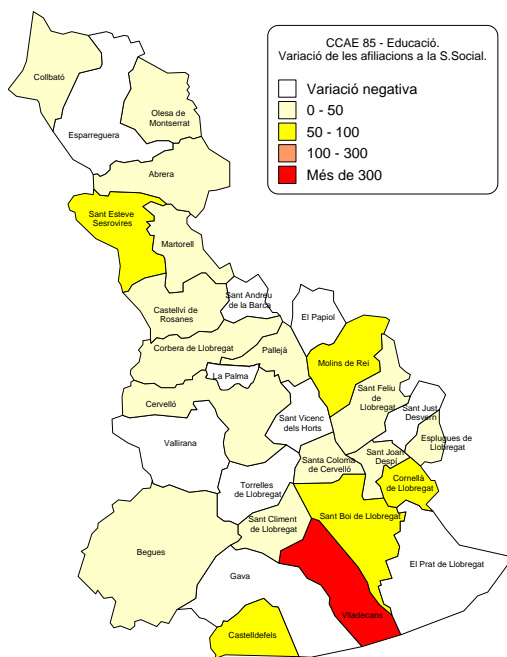 CCAE 85 - Educació.
Variació de les afiliacions a la S.Social.
Variació negativa
0 - 50
50 - 100
100 - 300
Més de 300
Collbató
Olesa de
Montserrat
Esparreguera
Abrera
Sant Esteve
Sesrovires
Martorell
Sant Andreu
de la Barca
Castellví de
Rosanes
El Papiol
Corbera de Llobregat
Pallejà
Molins de Rei
La Palma
Sant Feliu
de
Llobregat
Cervelló
Sant Just
Desvern
Sant Vicenc
dels Horts
Vallirana
Esplugues de
Llobregat
Sant Joan
Despí
Santa Coloma
de Cervelló
Cornellà
de Llobregat
Torrelles
de Llobregat
Sant Boi de Llobregat
Sant Climent
de Llobregat
Begues
El Prat de Llobregat
Gava
Viladecans
Castelldefels